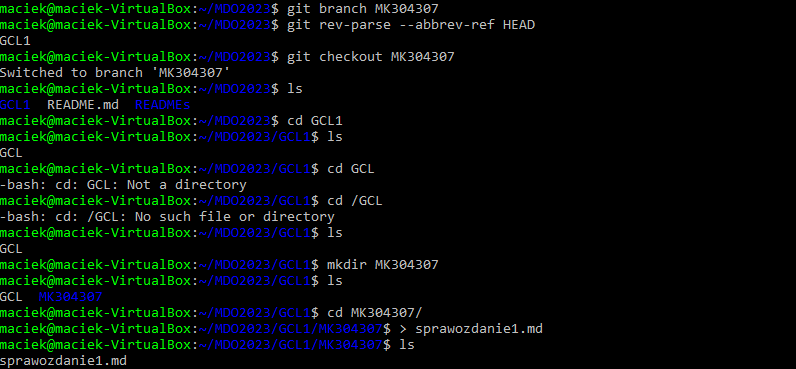 maciek@maciek-VirtualBox:~/MDO2023$ git branch MK304307
maciek@maciek-VirtualBox:~/MDO2023$ git rev-parse --abbrev-ref HEAD
GCL1
maciek@maciek-VirtualBox:~/MDO2023$ git checkout MK304307
Switched to branch 'MK304307'
maciek@maciek-VirtualBox:~/MDO2023$ ls
GCL1  README.md  READMEs
maciek@maciek-VirtualBox:~/MDO2023$ cd GCL1
maciek@maciek-VirtualBox:~/MDO2023/GCL1$ ls
GCL
maciek@maciek-VirtualBox:~/MDO2023/GCL1$ cd GCL
-bash: cd: GCL: Not a directory
maciek@maciek-VirtualBox:~/MDO2023/GCL1$ cd /GCL
-bash: cd: /GCL: No such file or directory
maciek@maciek-VirtualBox:~/MDO2023/GCL1$ ls
GCL
maciek@maciek-VirtualBox:~/MDO2023/GCL1$ mkdir MK304307
maciek@maciek-VirtualBox:~/MDO2023/GCL1$ ls
GCL  MK304307
maciek@maciek-VirtualBox:~/MDO2023/GCL1$ cd MK304307/
maciek@maciek-VirtualBox:~/MDO2023/GCL1/MK304307$ > sprawozdanie1.md
maciek@maciek-VirtualBox:~/MDO2023/GCL1/MK304307$ ls
sprawozdanie1.md